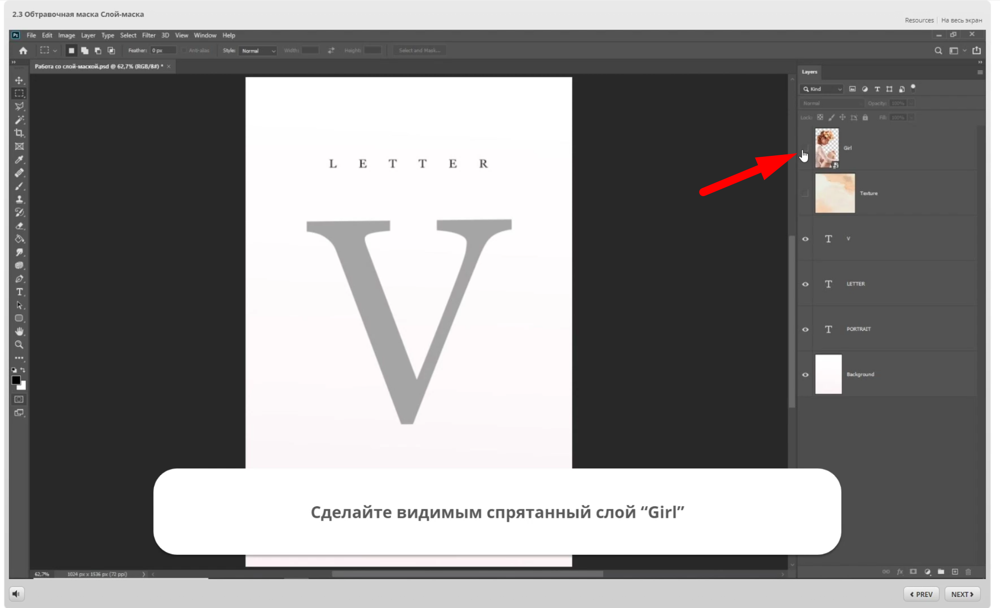 2.3 Обтравочная маска Слой-маска
Resources На весь экран
Ps File Edit Image Layer Type Select Filter 3D View Window Help
Feather: 0 px Anti-alias Style: Normal Width: Height: Select and Mask...
Работа со слой-маской.psd @ 62,7% (RGB/8#) * ×
Layers
Kind
Normal Opacity: 100%
Lock: Fill: 100%
Girl
Texture
V
LETTER
PORTRAIT
Background
LETTER
V
Сделайте видимым спрятанный слой “Girl”
62,7% 1024 px x 1536 px (72 ppi)
fx
PREV NEXT